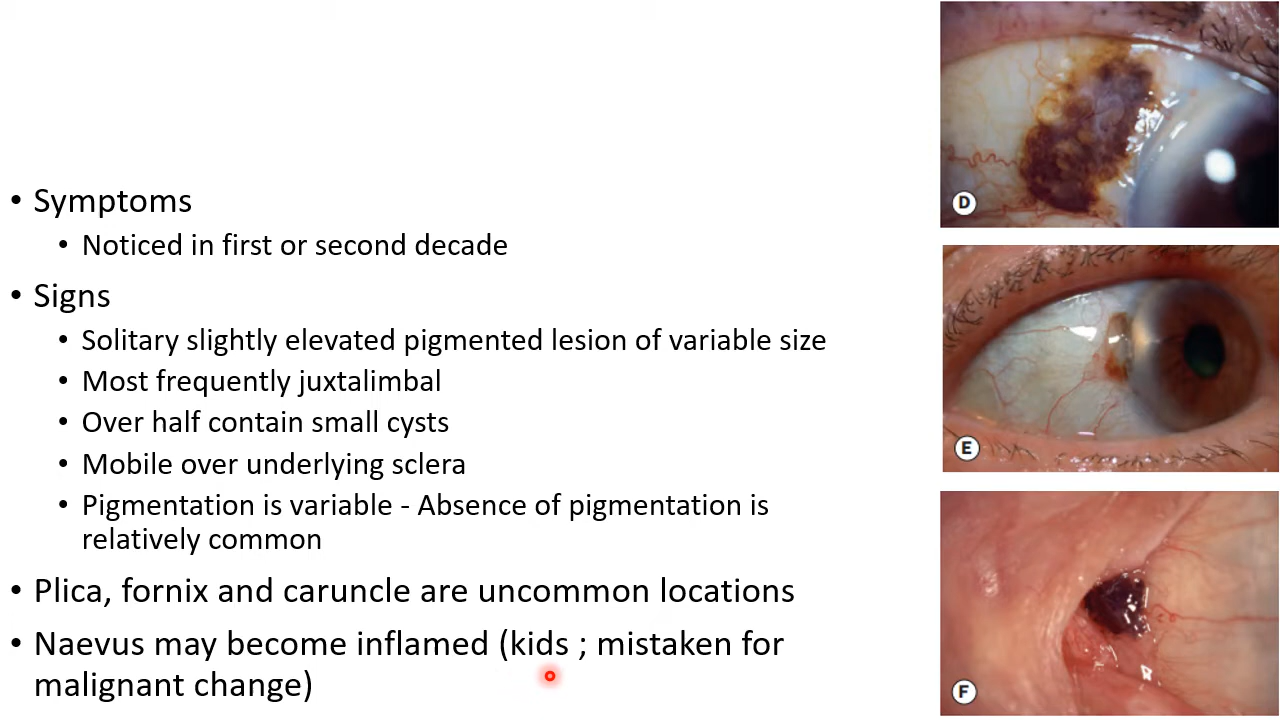 • Symptoms
• Noticed in first or second decade
• Signs
• Solitary slightly elevated pigmented lesion of variable size
• Most frequently juxtalimbal
• Over half contain small cysts
• Mobile over underlying sclera
• Pigmentation is variable - Absence of pigmentation is
relatively common
• Plica, fornix and caruncle are uncommon locations
• Naevus may become inflamed (kids ; mistaken for
malignant change)
D
E
F